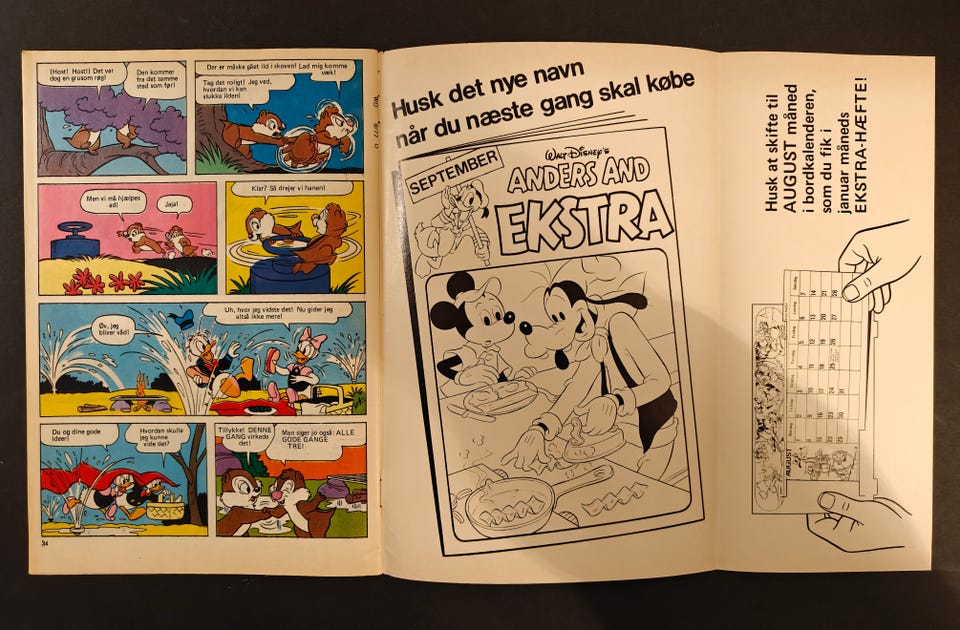 (Host! Host!) Det var
dog en grusom røg!
Den kommer
fra det samme
sted som før!
Der er måske gået ild i skoven! Lad mig komme
væk!
Tag det roligt! Jeg ved,
hvordan vi kan
slukke ilden!
Men vi må hjælpes
ad!
Jaja!
Klar? Så drejer vi hanen!
Øv, jeg
bliver våd!
Uh, hvor jeg vidste det! Nu gider jeg
altså ikke mere!
Du og dine gode
ideer!
Hvordan skulle
jeg kunne
vide det?
Tillykke! DENNE
GANG virkede
det!
Man siger jo også: ALLE
GODE GANGE
TRE!
34
Husk det nye navn
når du næste gang skal købe
SEPTEMBER
WALT DISNEY'S
ANDERS AND
EKSTRA
Husk at skifte til
AUGUST måned
i bordkalenderen,
som du fik i
januar måneds
EKSTRA-HÆFTE!
AUGUST